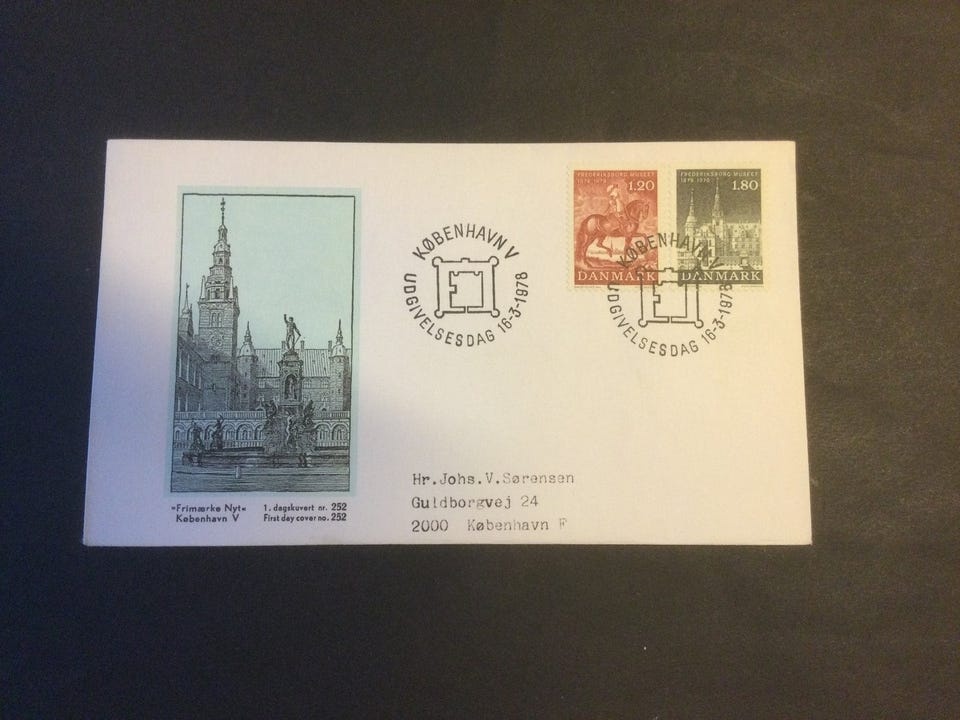 FREDERIKSBORG MUSEET
1878 1978
1.20
DANMARK
FREDERIKSBORG MUSEET
1878 1978
1.80
DANMARK
KØBENHAVN V
UDGIVELSESDAG 16-3-1978
KØBENHAVN V
UDGIVELSESDAG 16-3-1978
Hr.Johs.V.Sørensen
Guldborgvej 24
2000 København F
»Frimærke Nyt« 1. dagskuvert nr. 252
København V First day cover no. 252